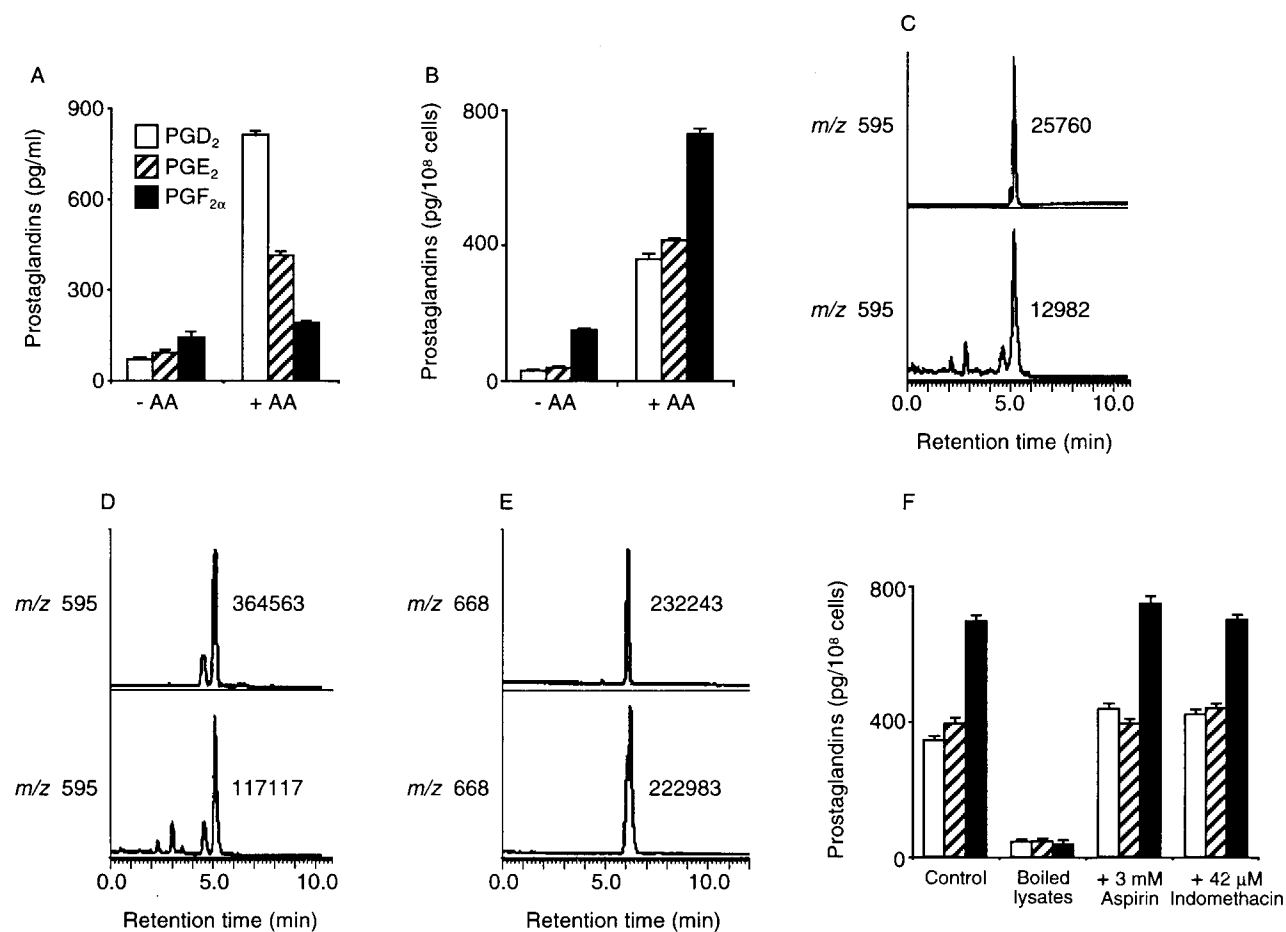 A
Prostaglandins (pg/ml)
900
600
300
0
PGD2
PGE2
PGF2α
- AA
+ AA
B
Prostaglandins (pg/10⁸ cells)
800
400
0
- AA
+ AA
C
m/z 595
25760
m/z 595
12982
0.0
5.0
10.0
Retention time (min)
D
m/z 595
364563
m/z 595
117117
0.0
5.0
10.0
Retention time (min)
E
m/z 668
232243
m/z 668
222983
0.0
5.0
10.0
Retention time (min)
F
Prostaglandins (pg/10⁸ cells)
800
400
0
Control
Boiled
lysates
+ 3 mM
Aspirin
+ 42 μM
Indomethacin